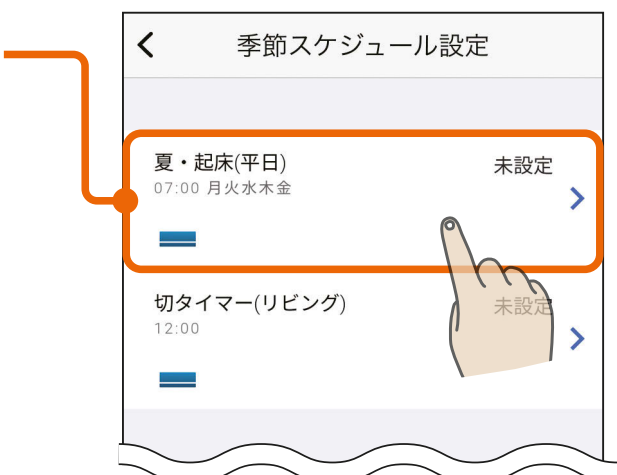 季節スケジュール設定
夏・起床(平日) 未設定
07:00 月火水木金
切タイマー(リビング) 未設定
12:00